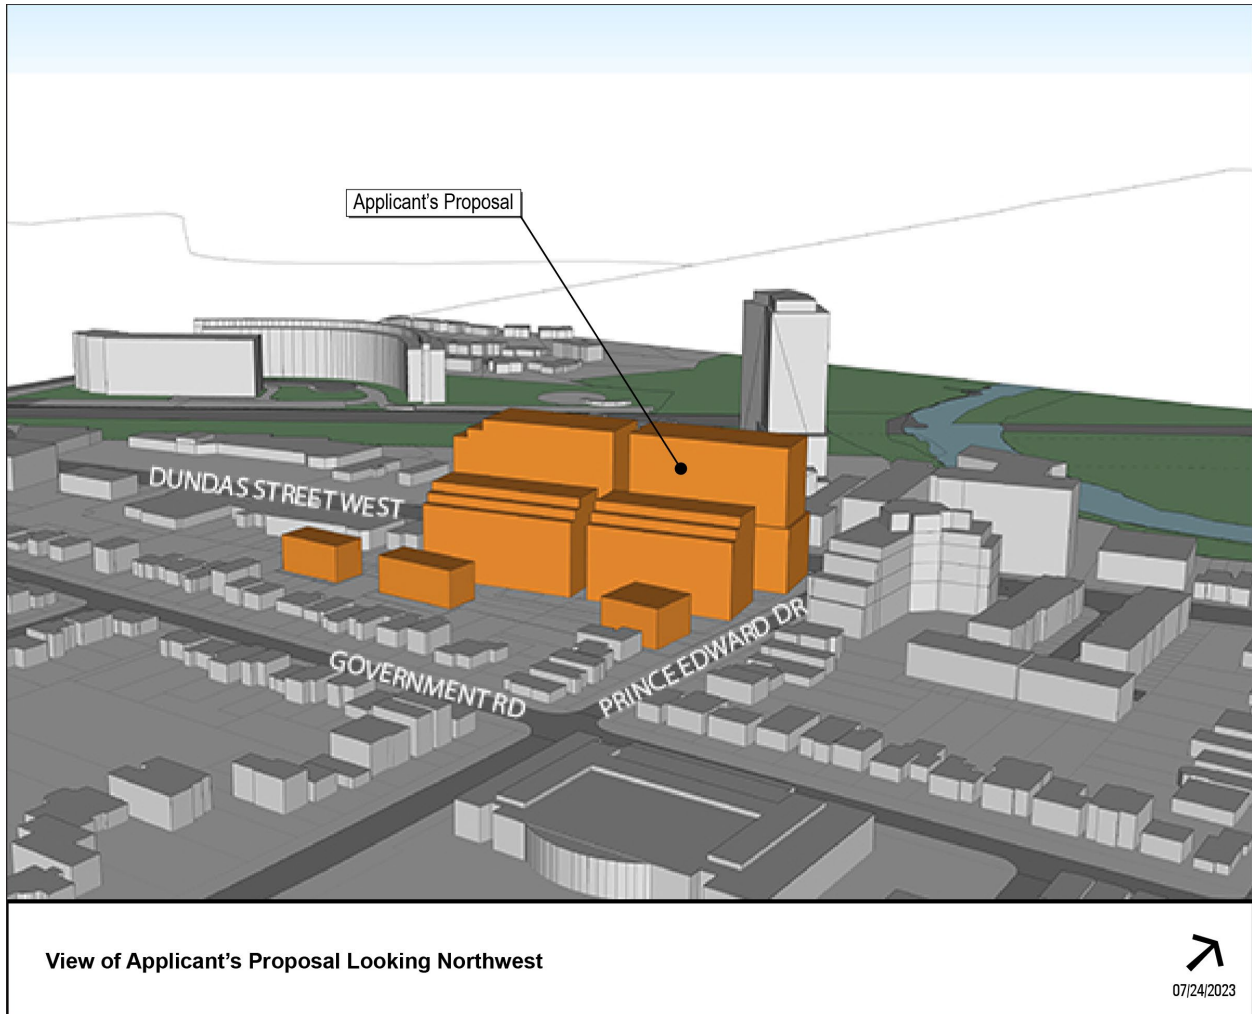 Applicant's Proposal
DUNDAS STREET WEST
GOVERNMENT RD
PRINCE EDWARD DR
View of Applicant's Proposal Looking Northwest
07/24/2023